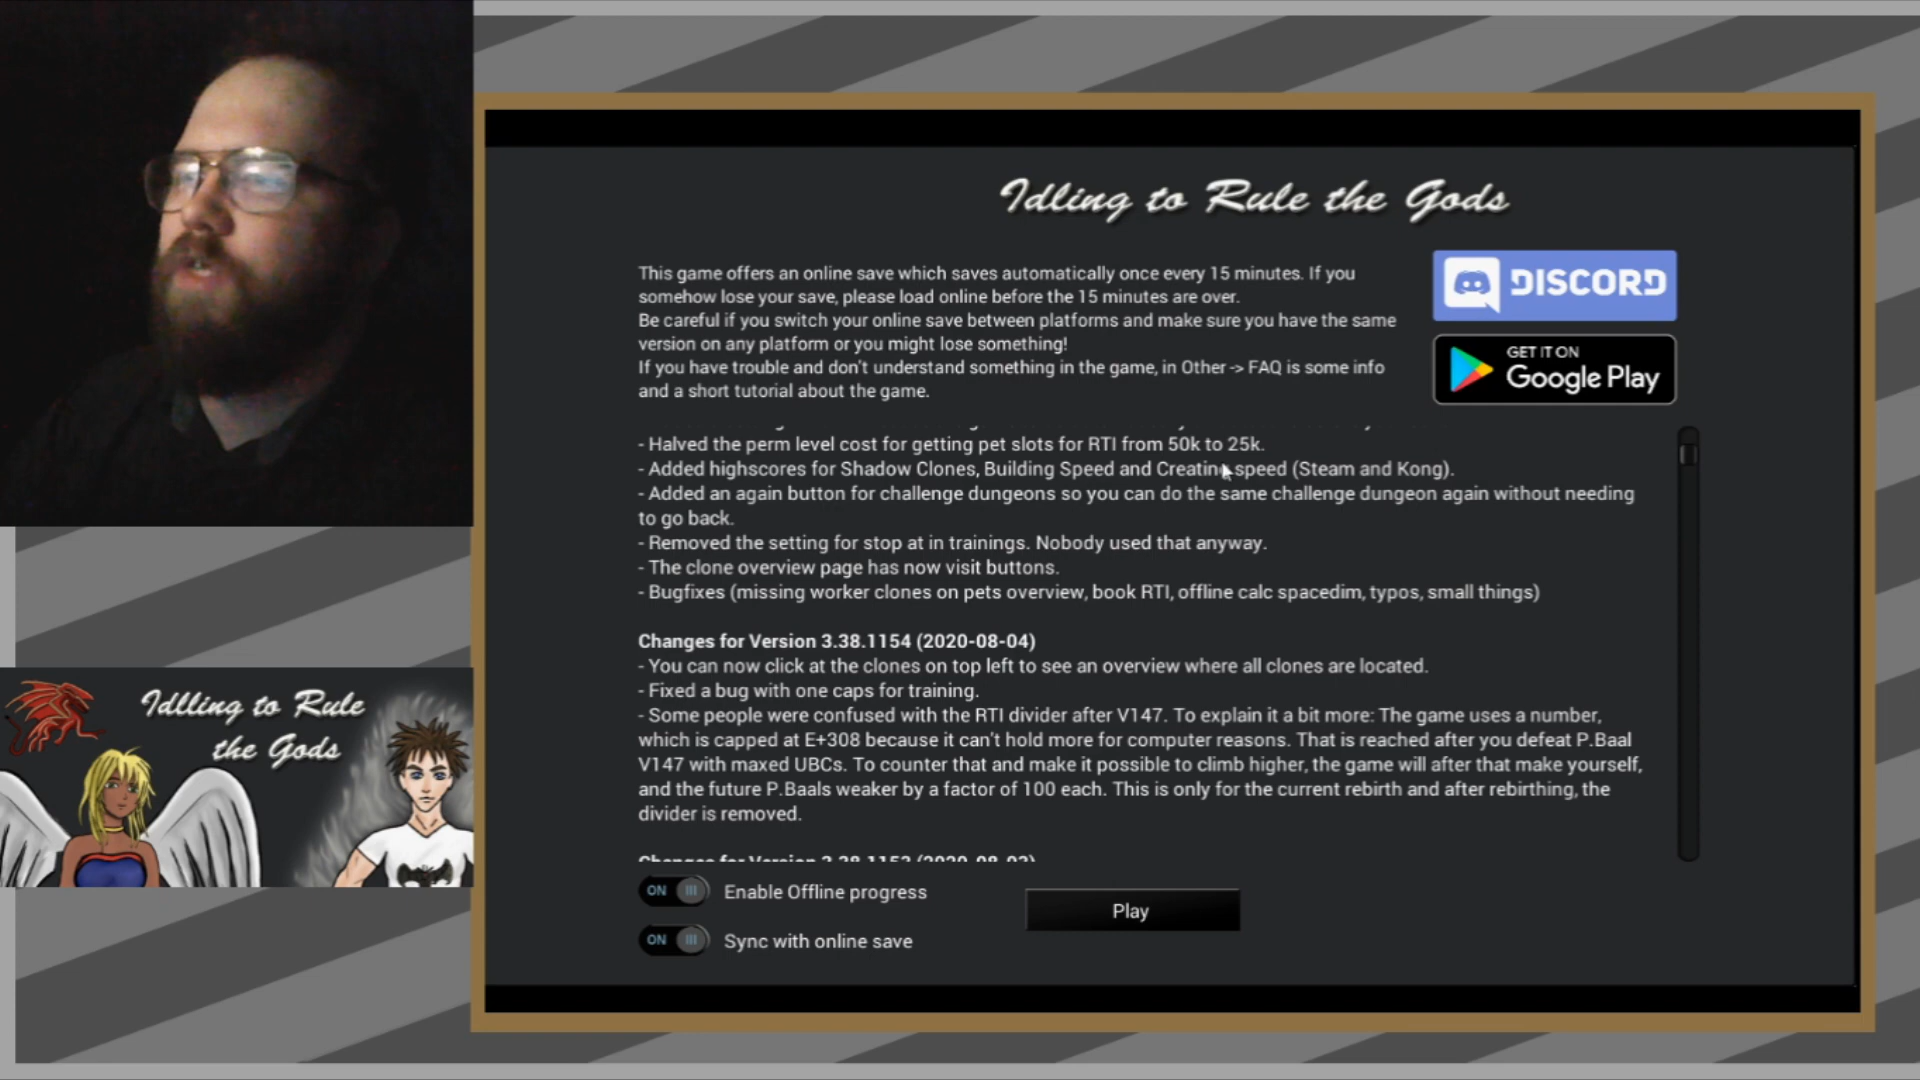 Idling to Rule the Gods
This game offers an online save which saves automatically once every 15 minutes. If you
somehow lose your save, please load online before the 15 minutes are over.
Be careful if you switch your online save between platforms and make sure you have the same
version on any platform or you might lose something!
If you have trouble and don't understand something in the game, in Other -> FAQ is some info
and a short tutorial about the game.
DISCORD
GET IT ON
Google Play
- Halved the perm level cost for getting pet slots for RTI from 50k to 25k.
- Added highscores for Shadow Clones, Building Speed and Creating speed (Steam and Kong).
- Added an again button for challenge dungeons so you can do the same challenge dungeon again without needing
to go back.
- Removed the setting for stop at in trainings. Nobody used that anyway.
- The clone overview page has now visit buttons.
- Bugfixes (missing worker clones on pets overview, book RTI, offline calc spacedim, typos, small things)
Changes for Version 3.38.1154 (2020-08-04)
- You can now click at the clones on top left to see an overview where all clones are located.
- Fixed a bug with one caps for training.
- Some people were confused with the RTI divider after V147. To explain it a bit more: The game uses a number,
which is capped at E+308 because it can't hold more for computer reasons. That is reached after you defeat P.Baal
V147 with maxed UBCs. To counter that and make it possible to climb higher, the game will after that make yourself,
and the future P.Baals weaker by a factor of 100 each. This is only for the current rebirth and after rebirthing, the
divider is removed.
Changes for Version 3.38.1153 (2020-08-03)
ON Enable Offline progress
Play
ON Sync with online save
Idlling to Rule
the Gods